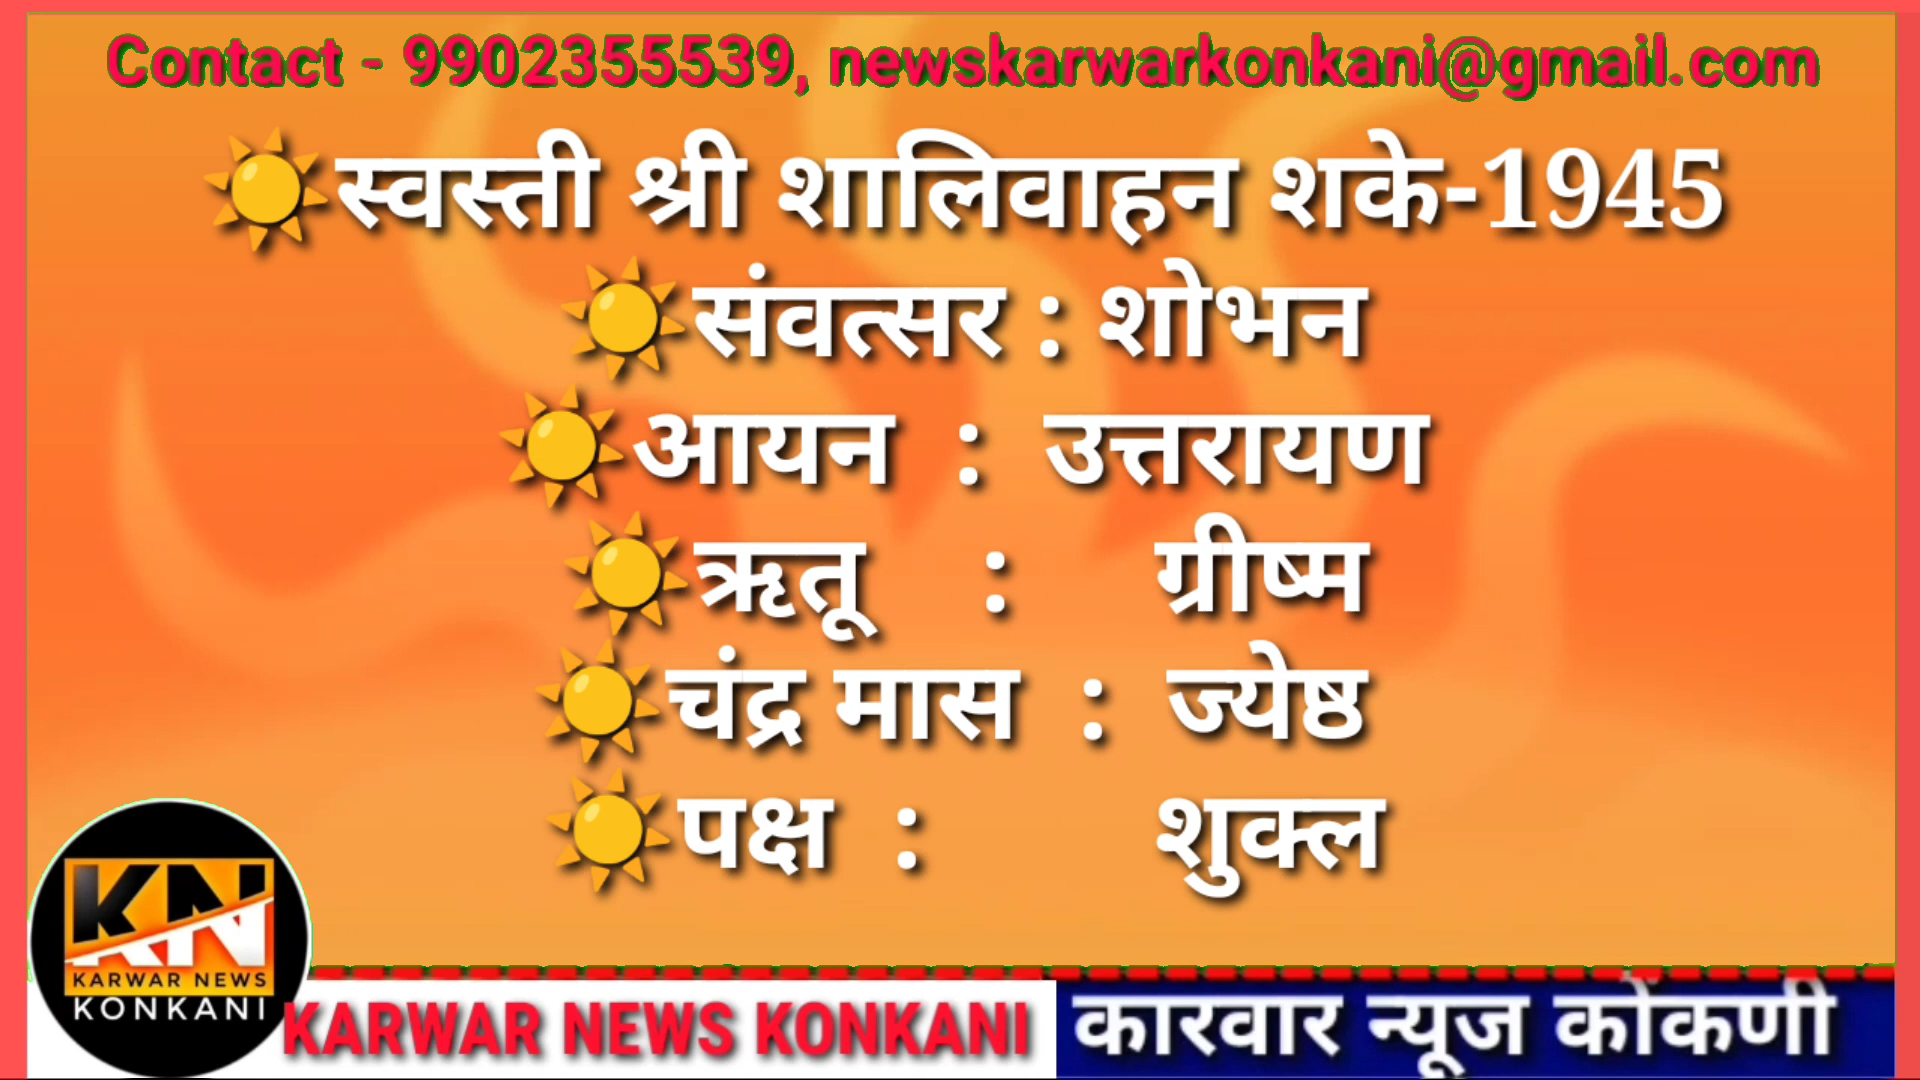 Contact - 9902355539, newskarwarkonkani@gmail.com
स्वस्ती श्री शालिवाहन शके-1945
संवत्सर : शोभन
आयन : उत्तरायण
ऋतू : ग्रीष्म
चंद्र मास : ज्येष्ठ
पक्ष : शुक्ल
KN
KARWAR NEWS
KONKANI
KARWAR NEWS KONKANI कारवार न्यूज कोंकणी